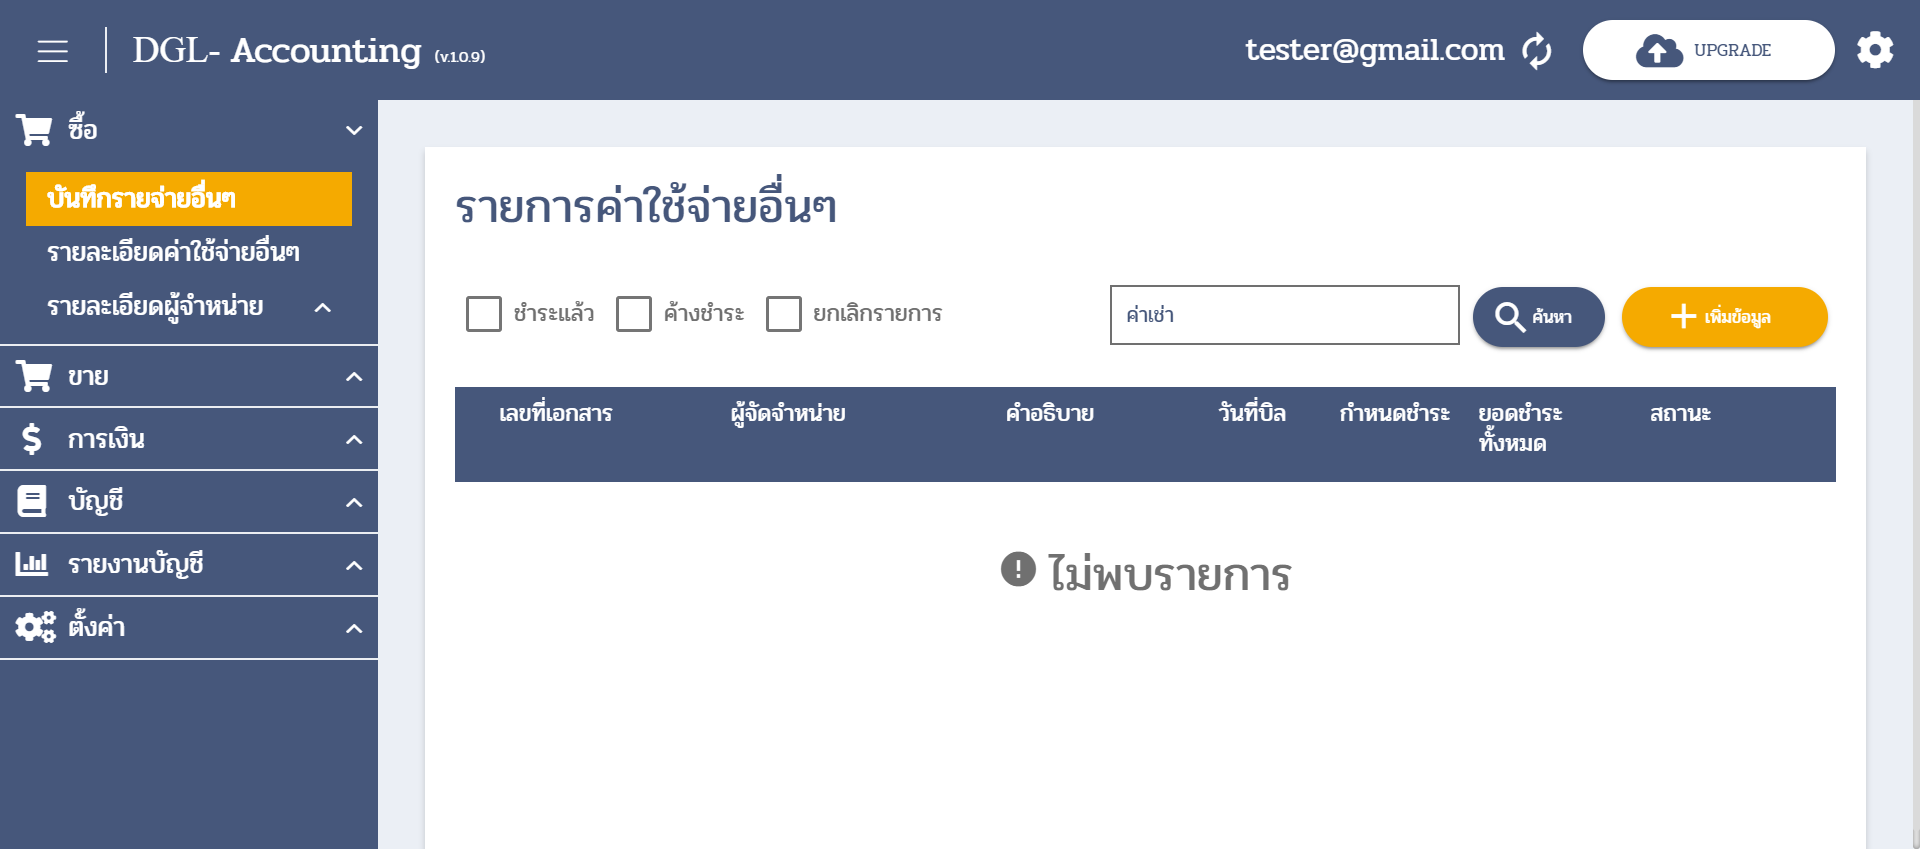 DGL- Accounting (v.1.0.9)
tester@gmail.com
UPGRADE
ซื้อ
บันทึกรายจ่ายอื่นๆ
รายละเอียดค่าใช้จ่ายอื่นๆ
รายละเอียดผู้จำหน่าย
ขาย
การเงิน
บัญชี
รายงานบัญชี
ตั้งค่า
รายการค่าใช้จ่ายอื่นๆ
ชำระแล้ว ค้างชำระ ยกเลิกรายการ
ค่าเช่า
ค้นหา
เพิ่มข้อมูล
เลขที่เอกสาร ผู้จัดจำหน่าย คำอธิบาย วันที่บิล กำหนดชำระ ยอดชำระ สถานะ
ทั้งหมด
ไม่พบรายการ